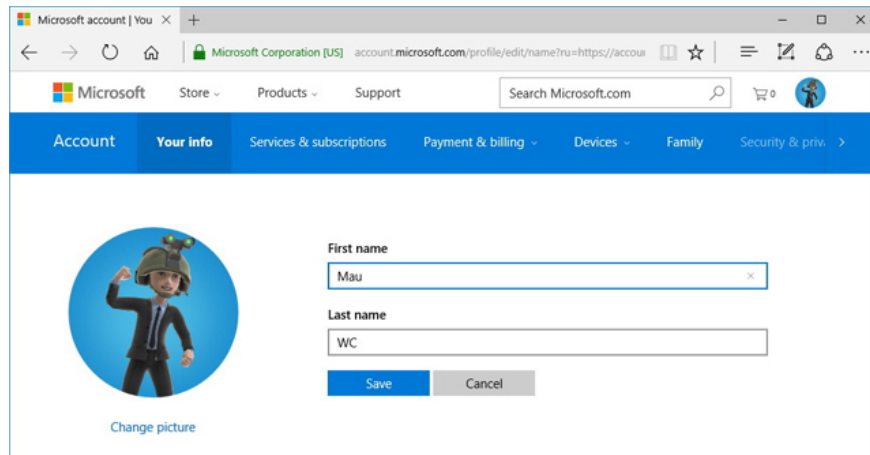 Microsoft account | You
Microsoft Corporation [US] account.microsoft.com/profile/edit/name?ru=https://accou
Microsoft Store Products Support Search Microsoft.com 0
Account Your info Services & subscriptions Payment & billing Devices Family Security & priv
First name
Mau
Last name
WC
Save Cancel
Change picture